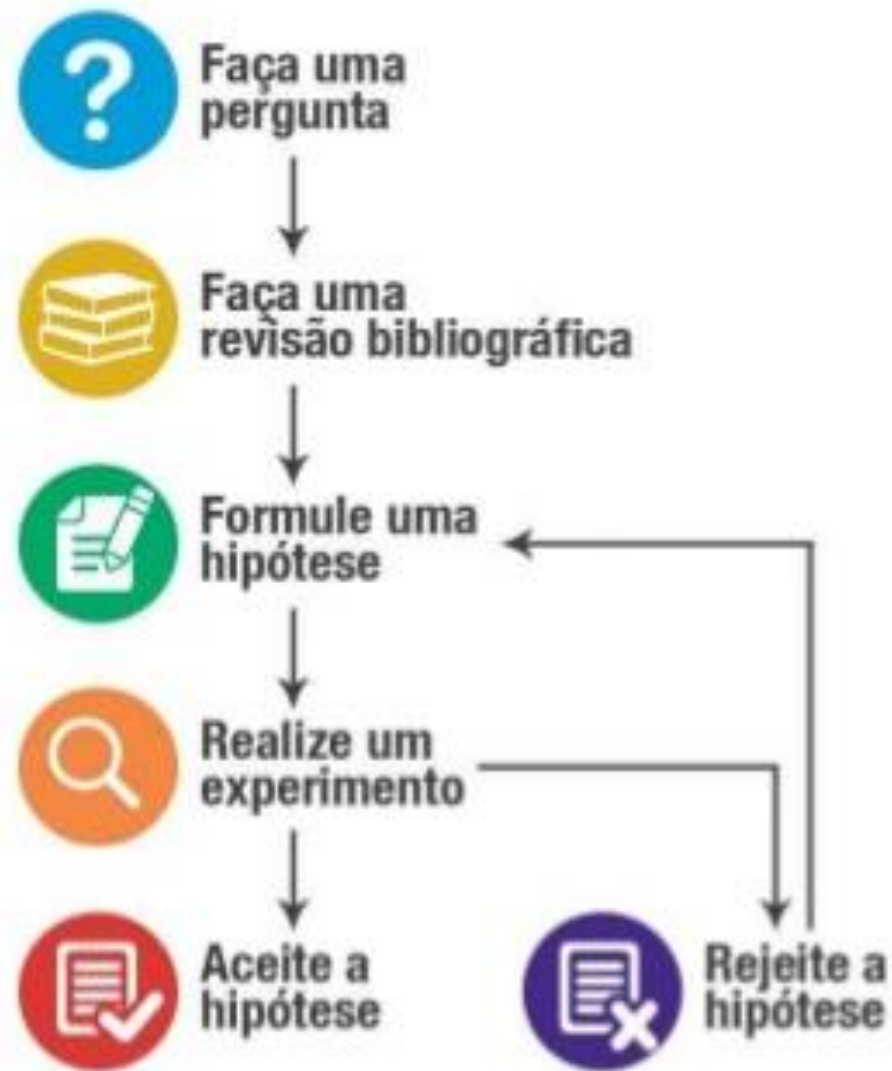 Faça uma
pergunta
Faça uma
revisão bibliográfica
Formule uma
hipótese
Realize um
experimento
Aceite a
hipótese
Rejeite a
hipótese